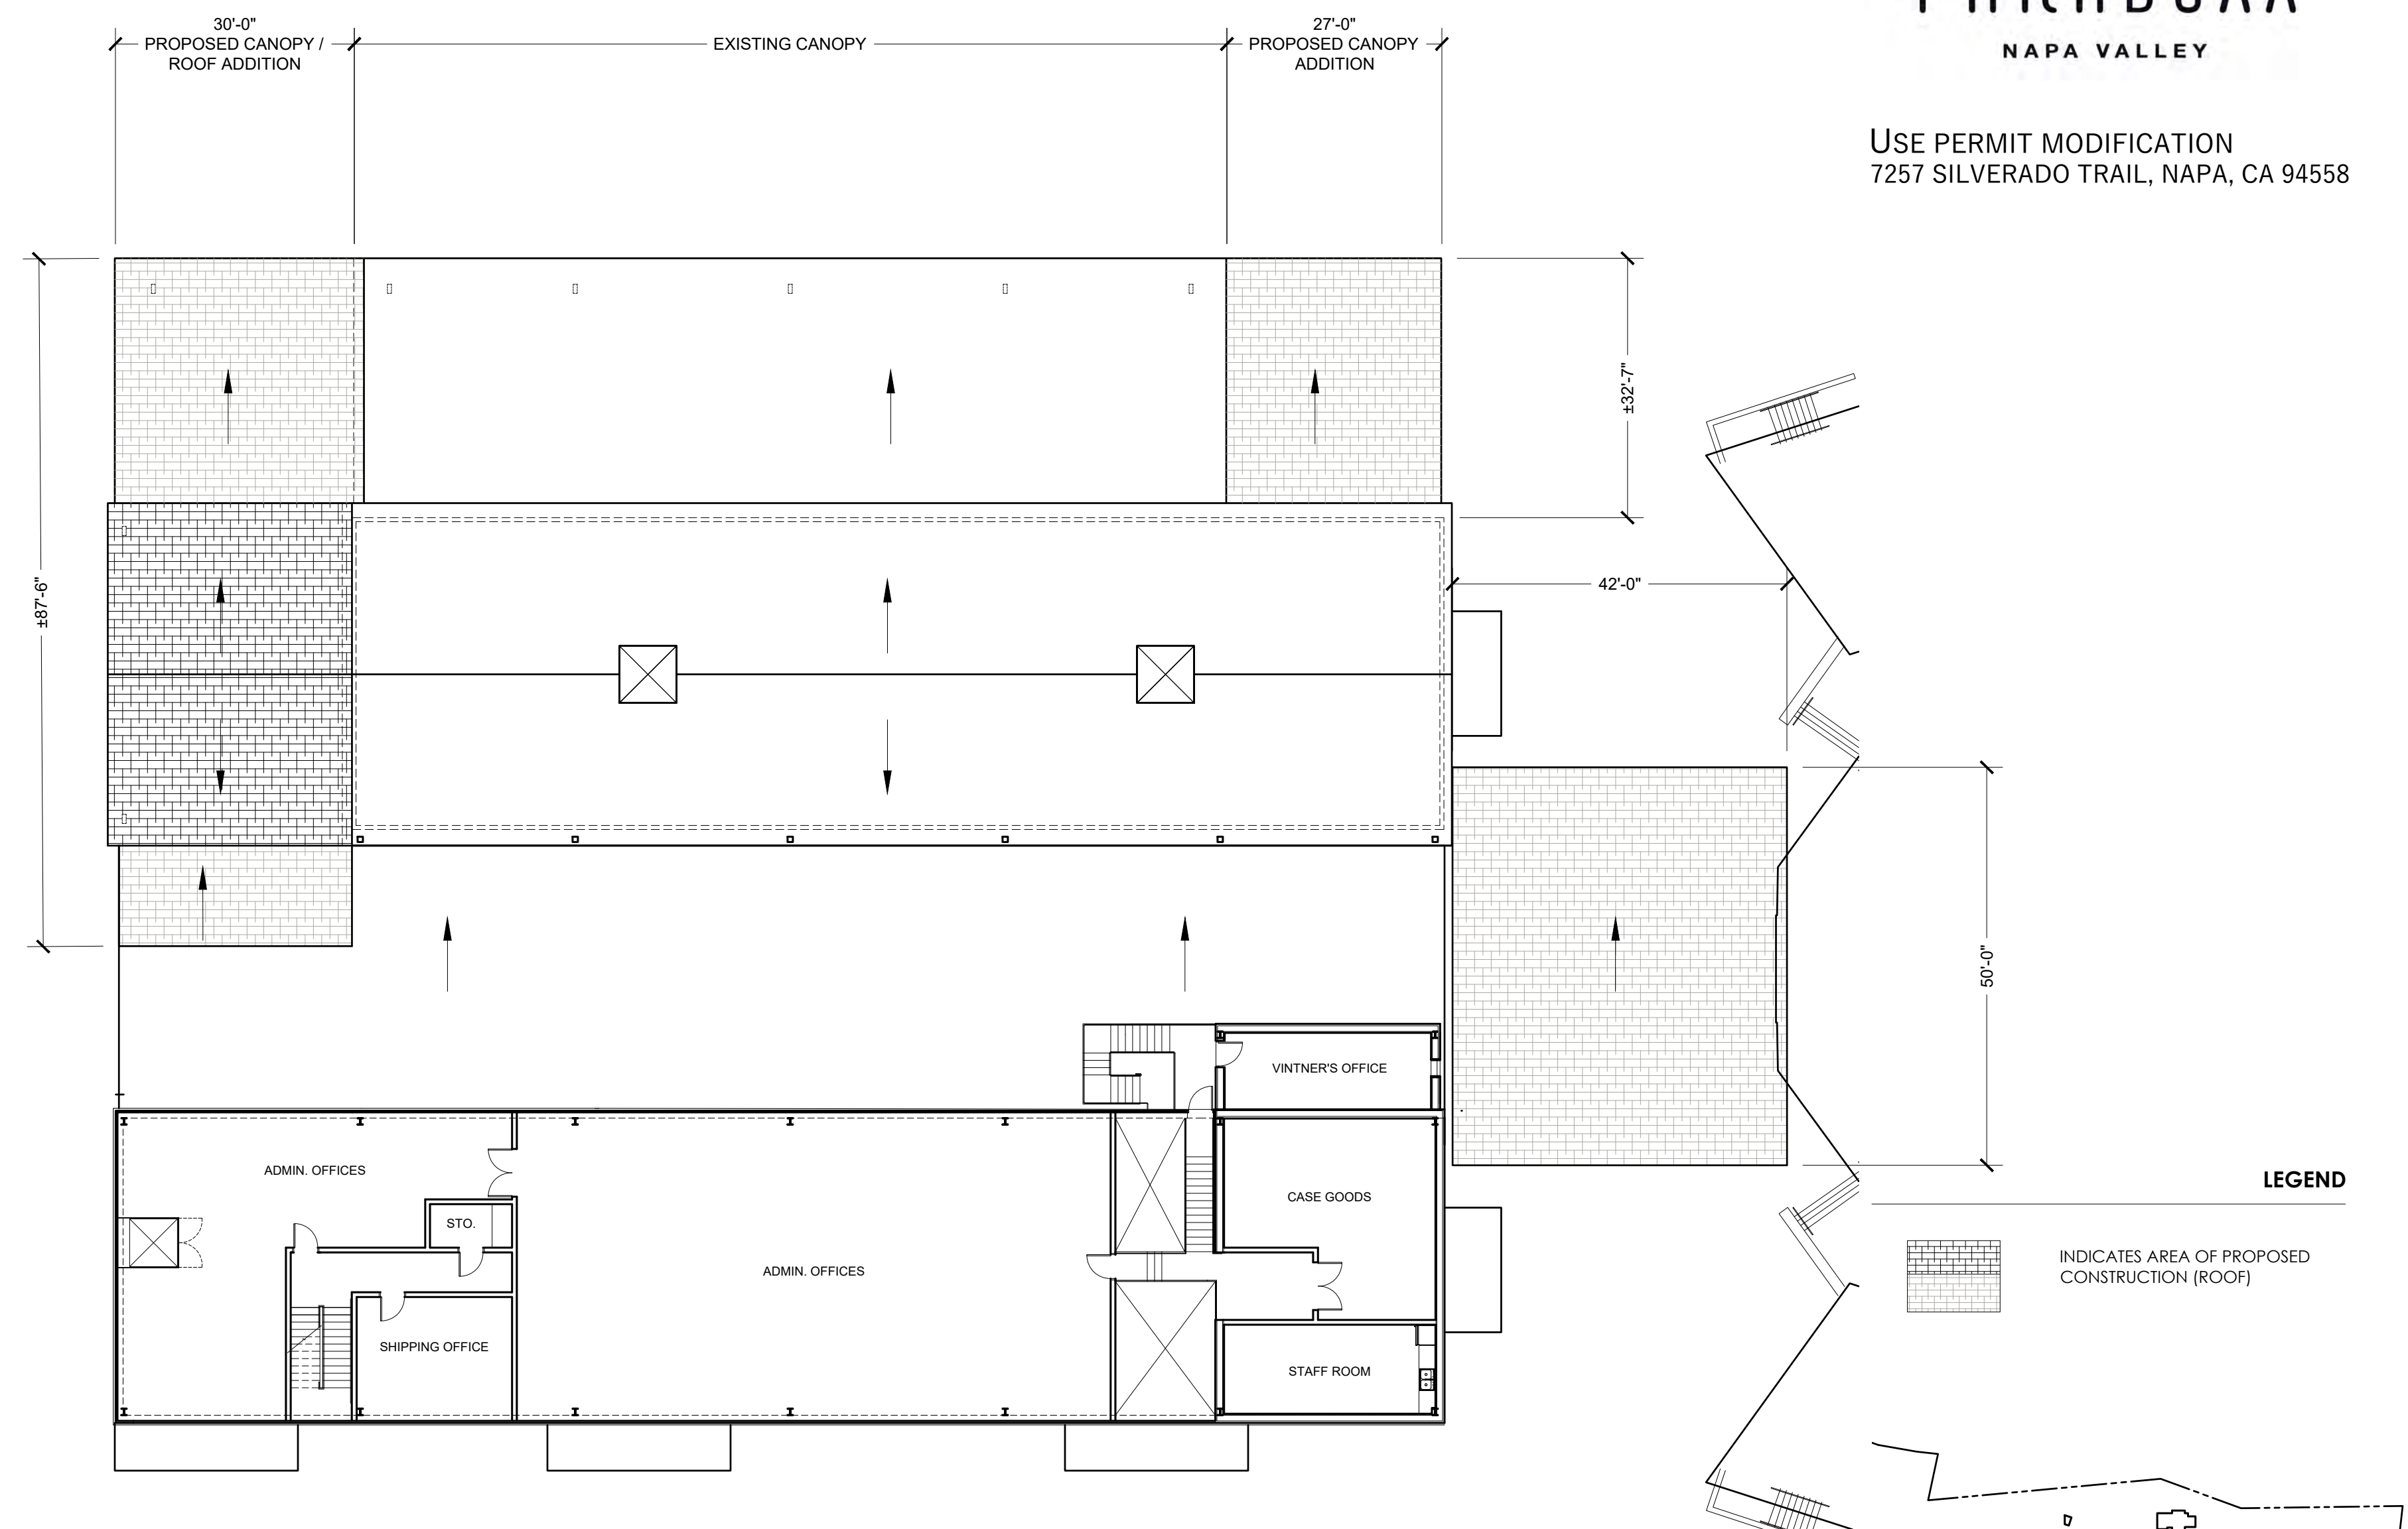 30'-0"
PROPOSED CANOPY /
ROOF ADDITION
EXISTING CANOPY
27'-0"
PROPOSED CANOPY
ADDITION
NAPA VALLEY
USE PERMIT MODIFICATION
7257 SILVERADO TRAIL, NAPA, CA 94558
±32'-7"
±87'-6"
42'-0"
50'-0"
VINTNER'S OFFICE
ADMIN. OFFICES
CASE GOODS
STO.
ADMIN. OFFICES
SHIPPING OFFICE
STAFF ROOM
LEGEND
INDICATES AREA OF PROPOSED
CONSTRUCTION (ROOF)